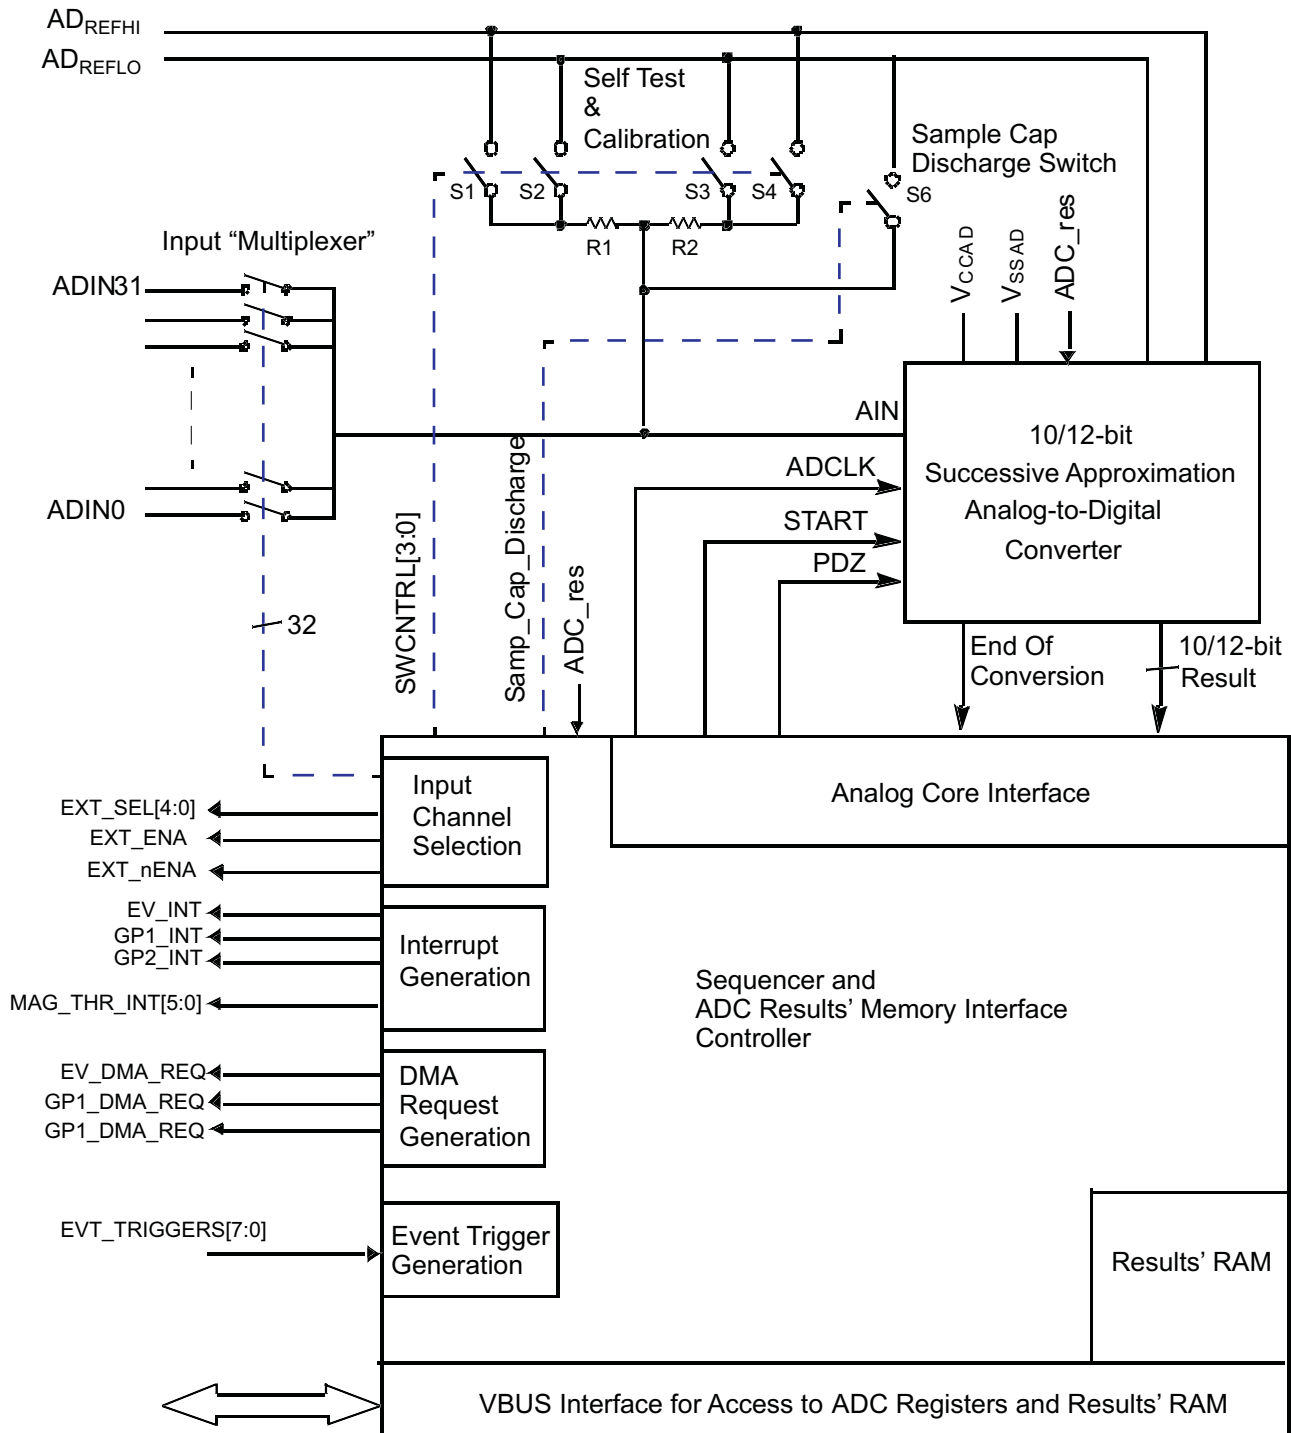 ADREFHI
ADREFLO
Self Test
&
Calibration
Sample Cap
Discharge Switch
S1
S2
S3
S4
S6
R1
R2
Input “Multiplexer”
VCCAD
VSSAD
ADC_res
ADIN31
ADIN0
AIN
ADCLK
START
PDZ
10/12-bit
Successive Approximation
Analog-to-Digital
Converter
32
SWCNTRL[3:0]
Samp_Cap_Discharge
ADC_res
End Of
Conversion
10/12-bit
Result
Input
Channel
Selection
Analog Core Interface
EXT_SEL[4:0]
EXT_ENA
EXT_nENA
EV_INT
GP1_INT
GP2_INT
MAG_THR_INT[5:0]
Interrupt
Generation
Sequencer and
ADC Results’ Memory Interface
Controller
EV_DMA_REQ
GP1_DMA_REQ
GP1_DMA_REQ
DMA
Request
Generation
EVT_TRIGGERS[7:0]
Event Trigger
Generation
Results’ RAM
VBUS Interface for Access to ADC Registers and Results’ RAM